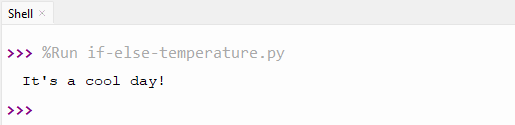 Shell ×
>>> %Run if-else-temperature.py
It's a cool day!
>>>